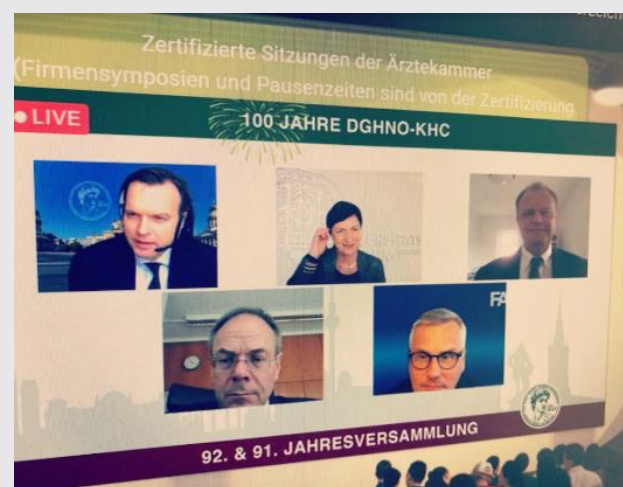 Zertifizierte Sitzungen der Ärztekammer
(Firmensymposien und Pausenzeiten sind von der Zertifizierung
LIVE
100 JAHRE DGHNO-KHC
FA
92. & 91. JAHRESVERSAMMLUNG